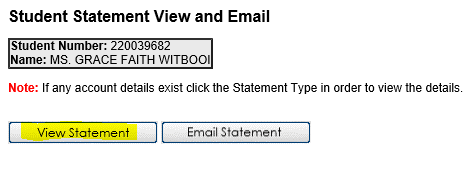 Student Statement View and Email
Student Number: 220039682
Name: MS. GRACE FAITH WITBOOI
Note: If any account details exist click the Statement Type in order to view the details.
View Statement Email Statement